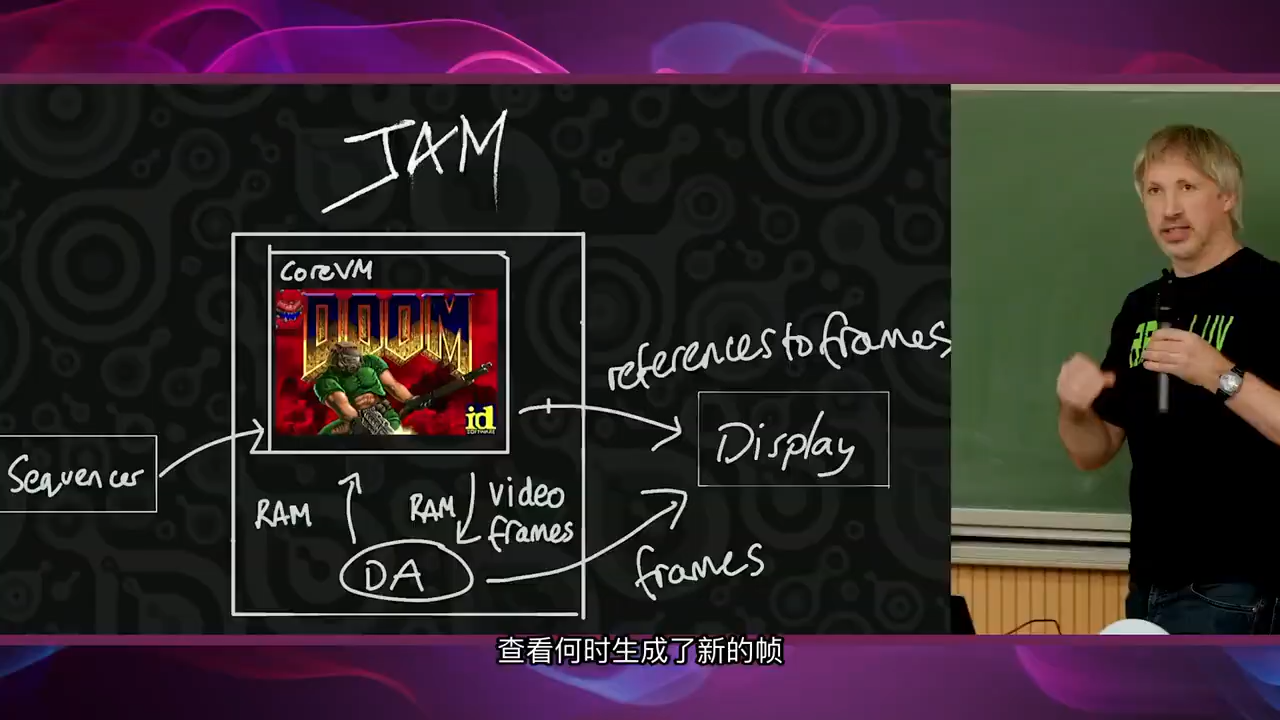 JAM
CoreVM
DOOM
id
SOFTWARE
references to frames
Display
Sequencer
RAM
RAM
video
frames
DA
frames
查看何时生成了新的帧